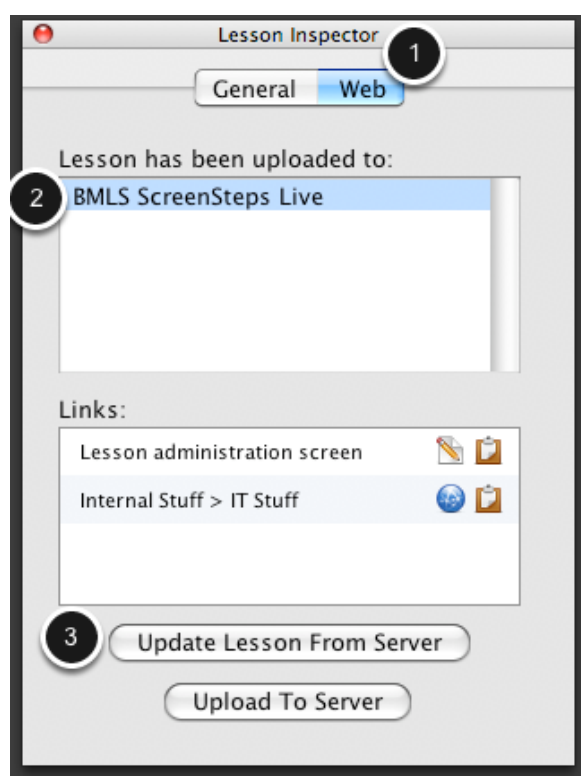 Lesson Inspector
1
General Web
Lesson has been uploaded to:
2 BMLS ScreenSteps Live
Links:
Lesson administration screen
Internal Stuff > IT Stuff
3 Update Lesson From Server
Upload To Server